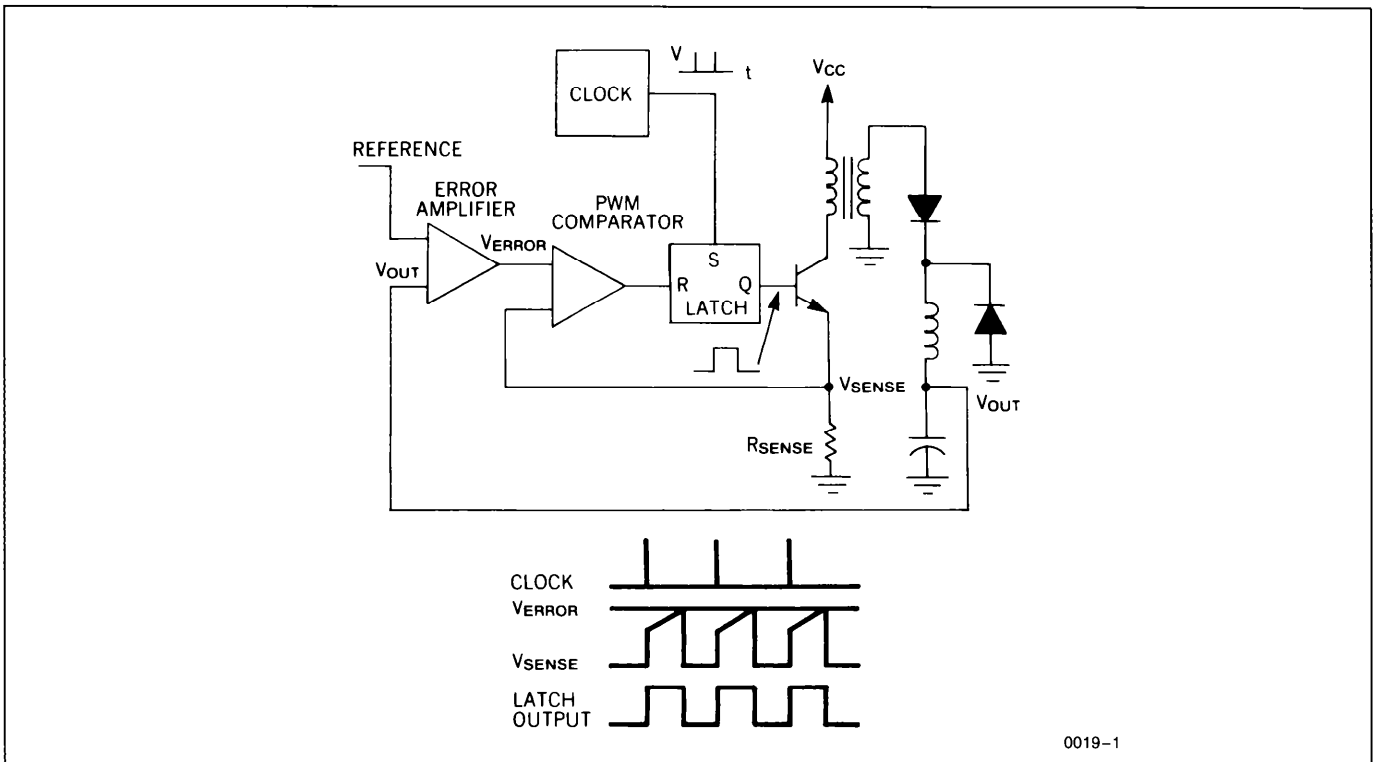 V
t
VCC
CLOCK
REFERENCE
ERROR
AMPLIFIER
PWM
COMPARATOR
VERROR
VOUT
S
R
Q
LATCH
VSENSE
VOUT
RSENSE
CLOCK
VERROR
VSENSE
LATCH
OUTPUT
0019-1